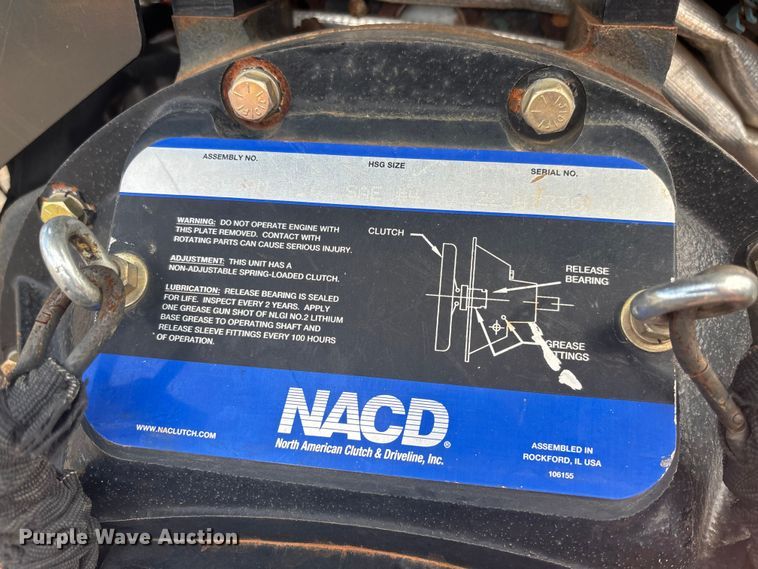 ASSEMBLY NO.
HSG SIZE
SERIAL NO.
SAE
WARNING: DO NOT OPERATE ENGINE WITH
THIS PLATE REMOVED. CONTACT WITH
ROTATING PARTS CAN CAUSE SERIOUS INJURY.
ADJUSTMENT: THIS UNIT HAS A
NON-ADJUSTABLE SPRING-LOADED CLUTCH.
LUBRICATION: RELEASE BEARING IS SEALED
FOR LIFE. INSPECT EVERY 2 YEARS. APPLY
ONE GREASE GUN SHOT OF NLGI NO.2 LITHIUM
BASE GREASE TO OPERATING SHAFT AND
RELEASE SLEEVE FITTINGS EVERY 100 HOURS
OF OPERATION.
CLUTCH
RELEASE
BEARING
GREASE
FITTINGS
NACD®
North American Clutch & Driveline, Inc.
WWW.NACLUTCH.COM
ASSEMBLED IN
ROCKFORD, IL USA
106155
Purple Wave Auction